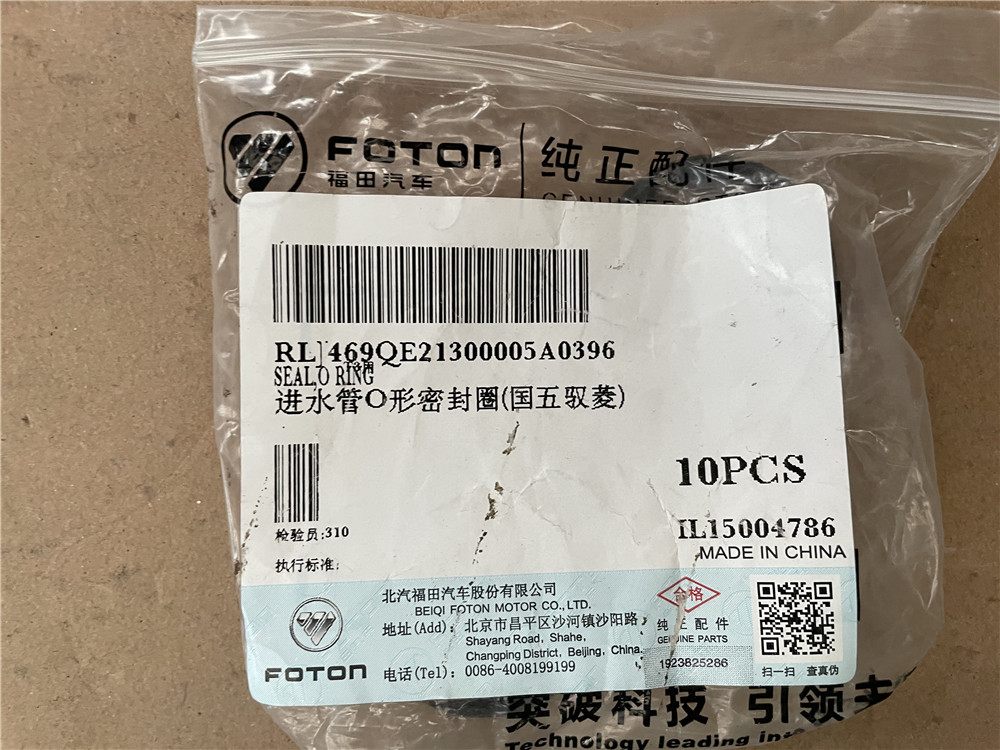 FOTON
福田汽车
纯正配件
RLJ469QE21300005A0396
SEAL,O RING
进水管O形密封圈(国五驭菱)
10PCS
检验员:310
IL15004786
MADE IN CHINA
执行标准:
北汽福田汽车股份有限公司
BEIQI FOTON MOTOR CO.,LTD.
地址(Add): 北京市昌平区沙河镇沙阳路,
Shayang Road, Shahe,
Changping District, Beijing, China.
电话(Tel): 0086-4008199199
FOTON
合格
纯正配件
GENUINE PARTS
1923825286
扫一扫 查真伪
突破科技 引领
Technology leading